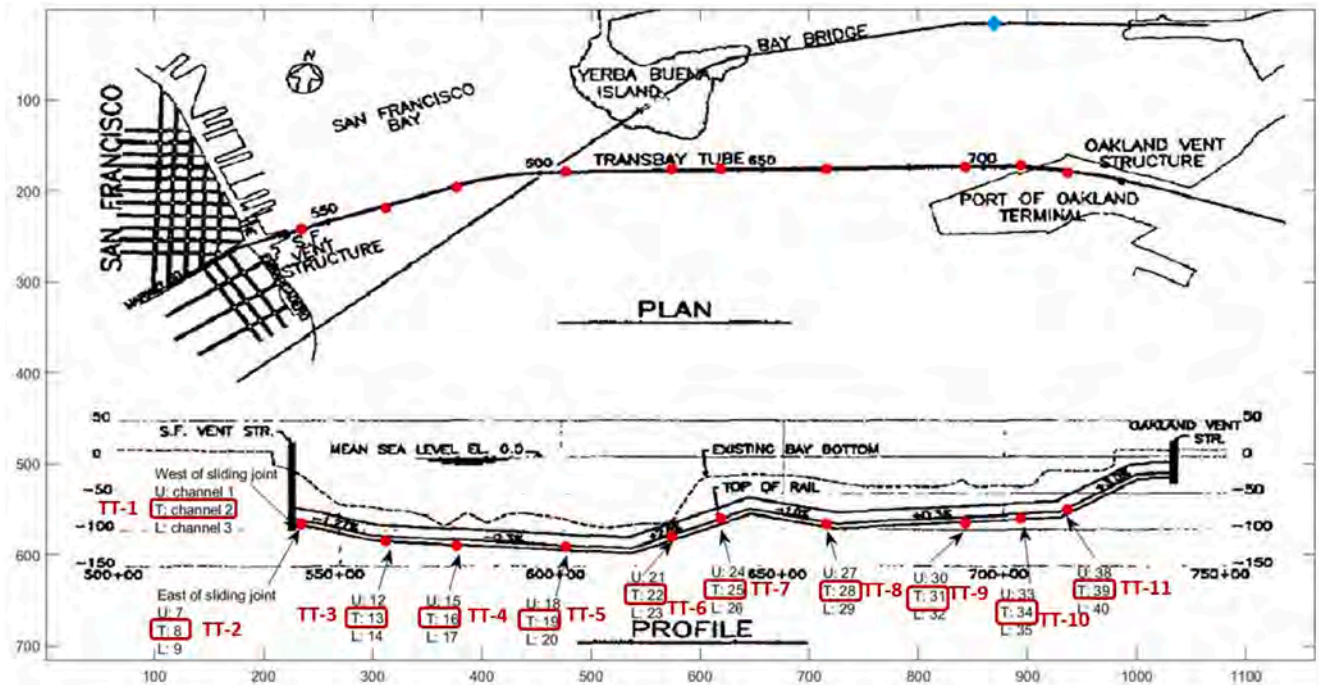 N
BAY BRIDGE
YERBA BUENA
ISLAND
SAN FRANCISCO
BAY
SAN FRANCISCO
600
TRANSBAY TUBE
650
700
OAKLAND VENT
STRUCTURE
550
S.F.
VENT
STRUCTURE
PORT OF OAKLAND
TERMINAL
PLAN
100
200
300
400
500
600
700
50
0
-50
-100
-150
S.F. VENT STR.
MEAN SEA LEVEL EL. 0.0
EXISTING BAY BOTTOM
TOP OF RAIL
OAKLAND VENT
STR.
50
0
-50
-100
-150
West of sliding joint
U: channel 1
TT-1
T: channel 2
L: channel 3
500+00
550+00
600+00
650+00
700+00
750+00
East of sliding joint
U: 7
T: 8
TT-2
L: 9
TT-3
U: 12
T: 13
L: 14
U: 15
T: 16
TT-4
L: 17
U: 18
T: 19
TT-5
L: 20
U: 21
T: 22
TT-6
L: 23
U: 24
T: 25
TT-7
L: 26
U: 27
T: 28
TT-8
L: 29
U: 30
T: 31
TT-9
L: 32
U: 33
T: 34
TT-10
L: 35
U: 38
T: 39
TT-11
L: 40
PROFILE
100
200
300
400
500
600
700
800
900
1000
1100